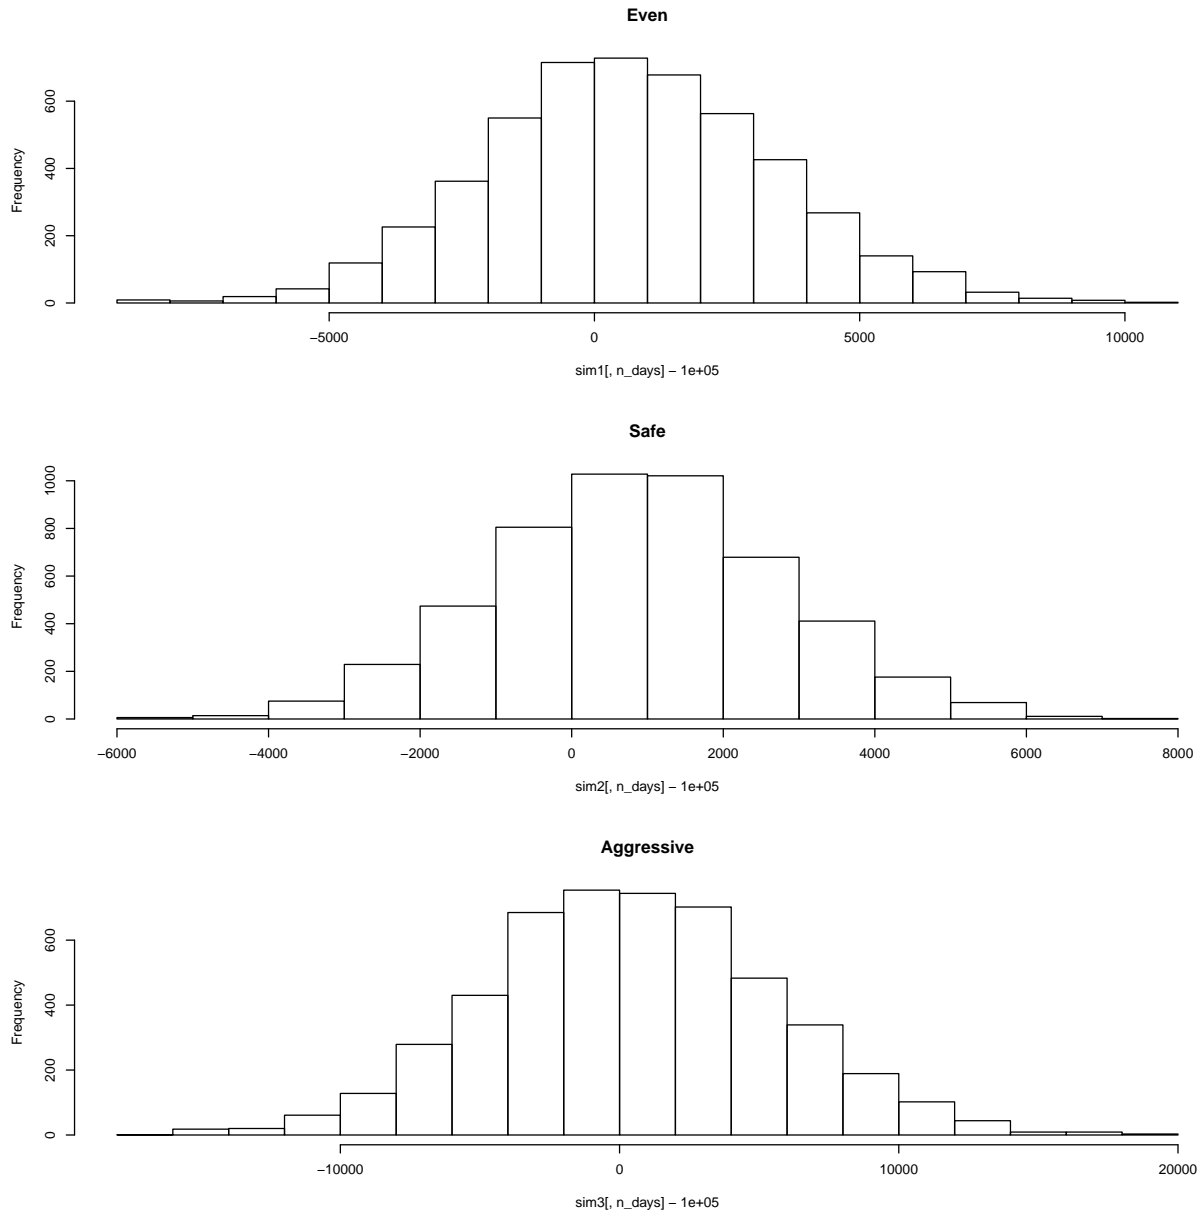 Even
Frequency
0 200 400 600
−5000 0 5000 10000
sim1[, n_days] − 1e+05
Safe
Frequency
0 200 400 600 800 1000
−6000 −4000 −2000 0 2000 4000 6000 8000
sim2[, n_days] − 1e+05
Aggressive
Frequency
0 200 400 600
−10000 0 10000 20000
sim3[, n_days] − 1e+05